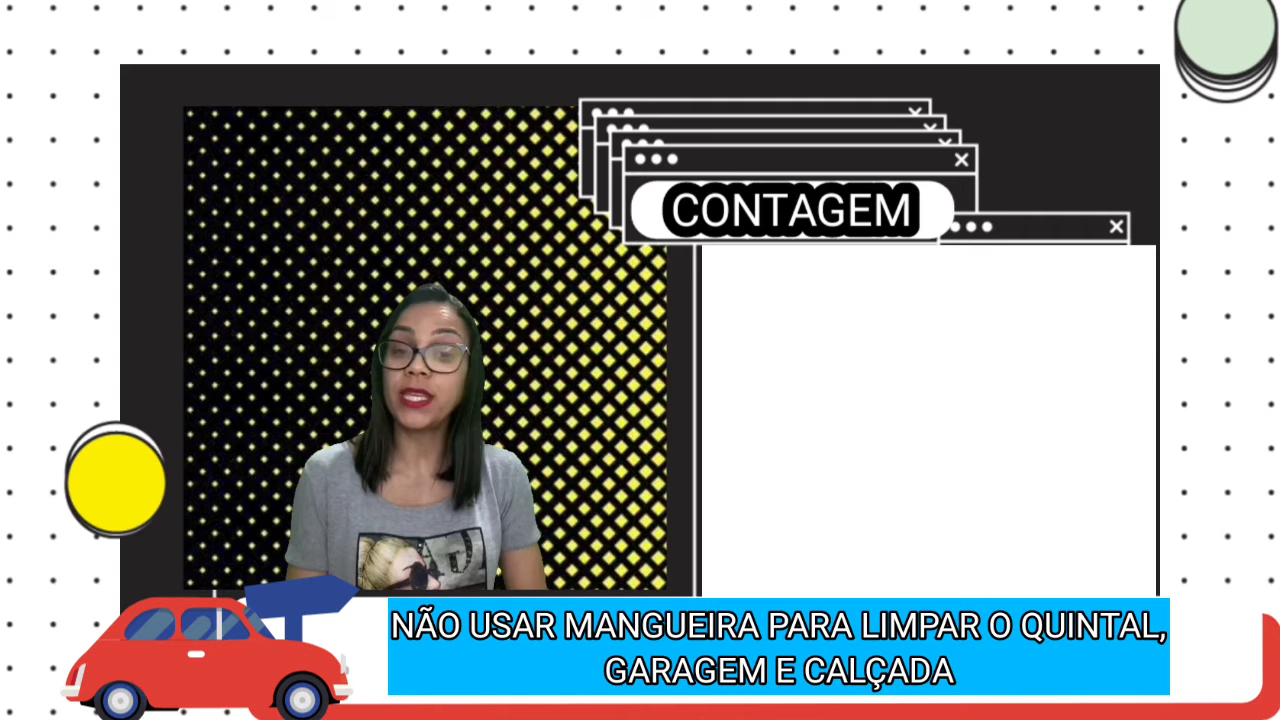 CONTAGEM
NÃO USAR MANGUEIRA PARA LIMPAR O QUINTAL,
GARAGEM E CALÇADA